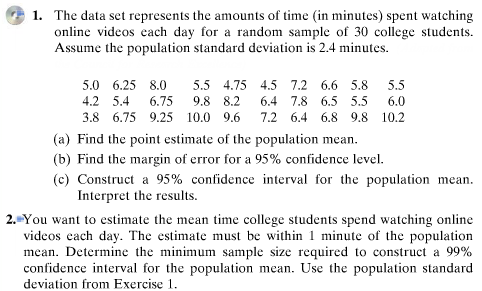 1. The data set represents the amounts of time (in minutes) spent watching
online videos each day for a random sample of 30 college students.
Assume the population standard deviation is 2.4 minutes.
5.0 6.25 8.0 5.5 4.75 4.5 7.2 6.6 5.8 5.5
4.2 5.4 6.75 9.8 8.2 6.4 7.8 6.5 5.5 6.0
3.8 6.75 9.25 10.0 9.6 7.2 6.4 6.8 9.8 10.2
(a) Find the point estimate of the population mean.
(b) Find the margin of error for a 95% confidence level.
(c) Construct a 95% confidence interval for the population mean.
Interpret the results.
2. You want to estimate the mean time college students spend watching online
videos each day. The estimate must be within 1 minute of the population
mean. Determine the minimum sample size required to construct a 99%
confidence interval for the population mean. Use the population standard
deviation from Exercise 1.